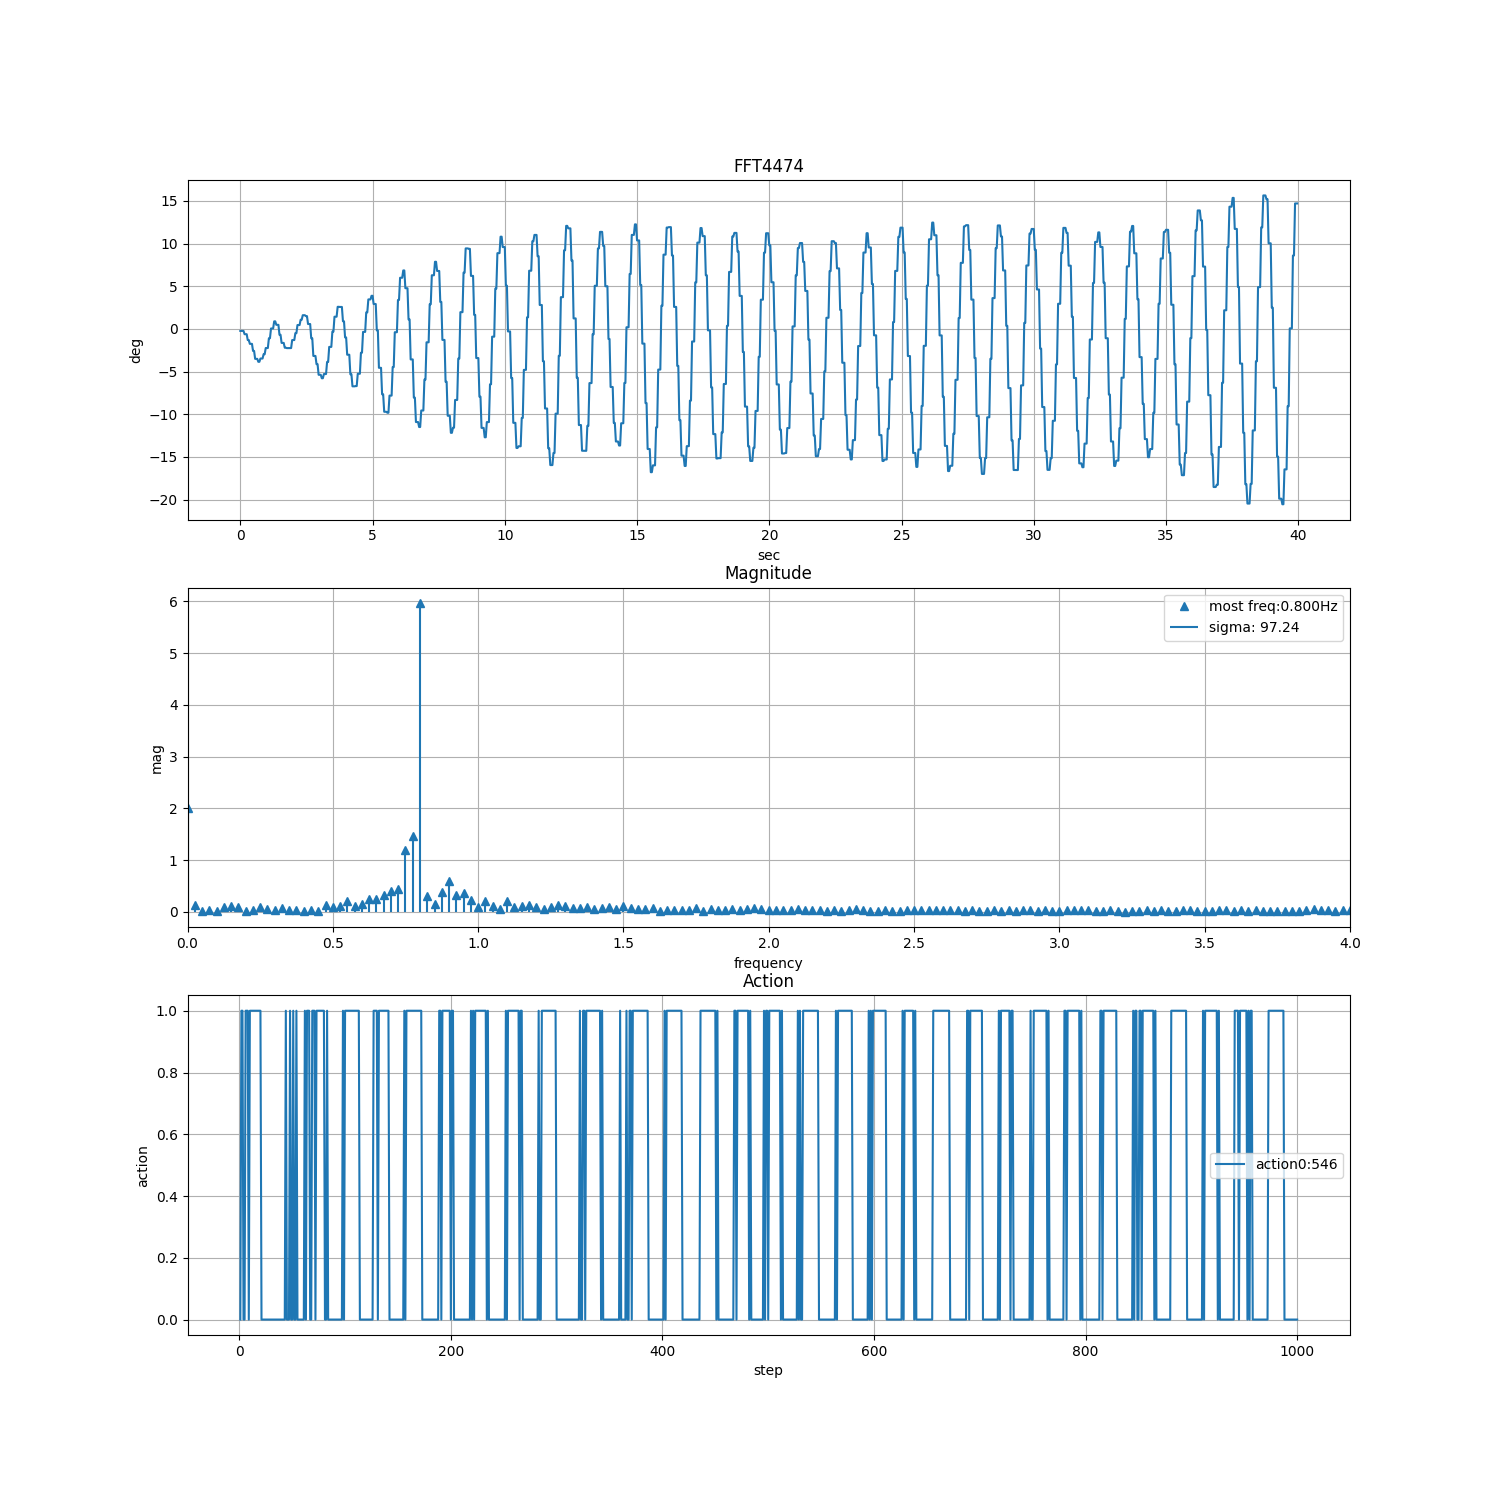 FFT4474
15
10
5
0
−5
−10
−15
−20
deg
0 5 10 15 20 25 30 35 40
sec
Magnitude
6
5
4
3
2
1
0
mag
most freq:0.800Hz
sigma: 97.24
0.0 0.5 1.0 1.5 2.0 2.5 3.0 3.5 4.0
frequency
Action
1.0
0.8
0.6
0.4
0.2
0.0
action
action0:546
0 200 400 600 800 1000
step